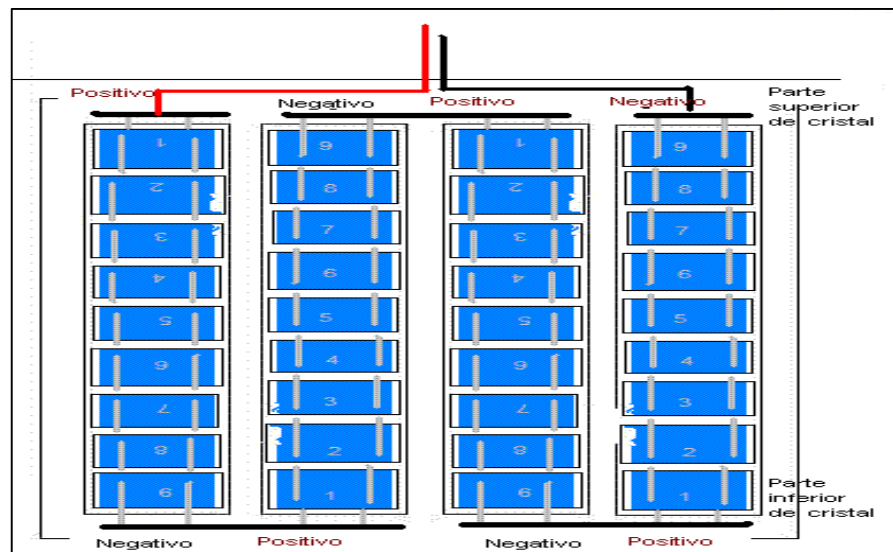 Positivo
Negativo
Positivo
Negativo
Parte
superior
de cristal
1 9 1 9
2 8 2 8
3 7 3 7
4 6 4 6
5 5 5 5
6 4 6 4
7 3 7 3
8 2 8 2
9 1 9 1
Parte
inferior
de cristal
Negativo
Positivo
Negativo
Positivo